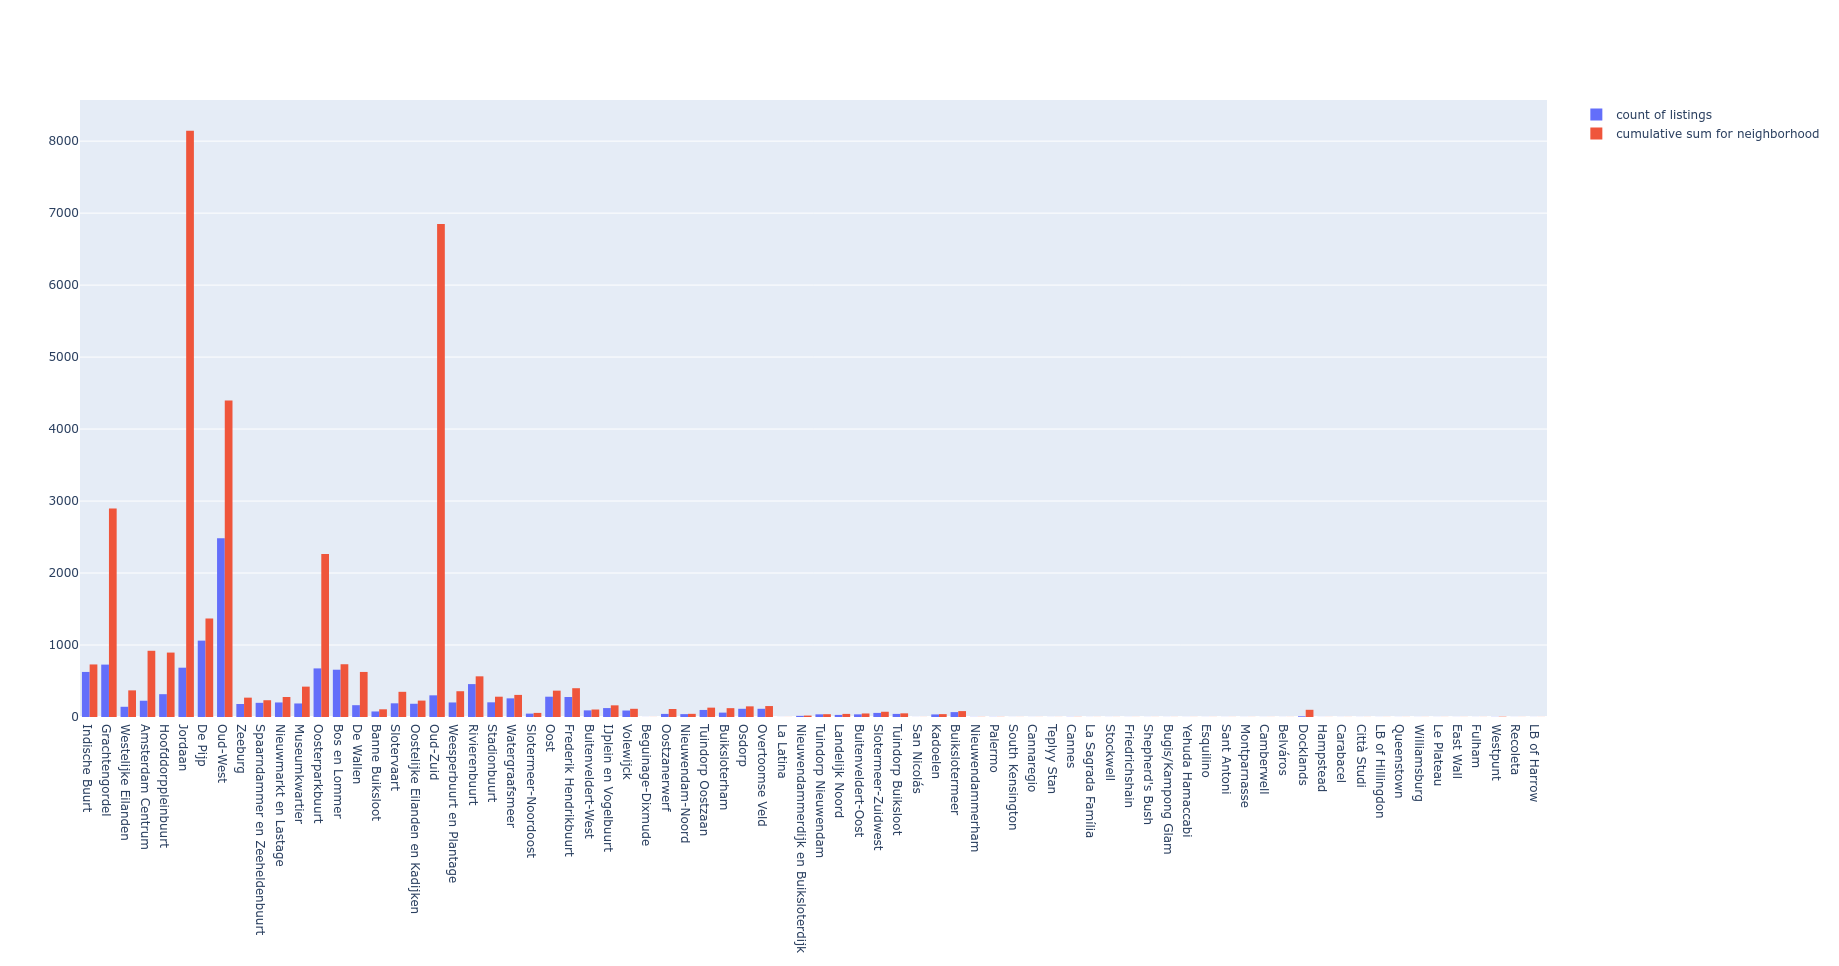 count of listings
cumulative sum for neighborhood
8000
7000
6000
5000
4000
3000
2000
1000
0
Indische Buurt
Grachtengordel
Westelijke Eilanden
Amsterdam Centrum
Hoofddorppleinbuurt
Jordaan
De Pijp
Oud-West
Zeeburg
Spaarndammer en Zeeheldenbuurt
Nieuwmarkt en Lastage
Museumkwartier
Oosterparkbuurt
Bos en Lommer
De Wallen
Banne Buiksloot
Slotervaart
Oostelijke Eilanden en Kadijken
Oud-Zuid
Weesperbuurt en Plantage
Rivierenbuurt
Stadionbuurt
Watergraafsmeer
Slotermeer-Noordoost
Oost
Frederik Hendrikbuurt
Buitenveldert-West
IJplein en Vogelbuurt
Volewijck
Beguinage-Dixmude
Oostzanerwerf
Nieuwendam-Noord
Tuindorp Oostzaan
Buiksloterham
Osdorp
Overtoomse Veld
La Latina
Nieuwendammerdijk en Buiksloterdijk
Tuindorp Nieuwendam
Landelijk Noord
Buitenveldert-Oost
Slotermeer-Zuidwest
Tuindorp Buiksloot
San Nicolás
Kadoelen
Buikslotermeer
Nieuwendammerham
Palermo
South Kensington
Cannaregio
Teplyy Stan
Cannes
La Sagrada Família
Stockwell
Friedrichshain
Shepherd's Bush
Bugis/Kampong Glam
Yehuda Hamaccabi
Esquilino
Sant Antoni
Montparnasse
Camberwell
Belváros
Docklands
Hampstead
Carabacel
Città Studi
LB of Hillingdon
Queenstown
Williamsburg
Le Plateau
East Wall
Fulham
Westpunt
Recoleta
LB of Harrow